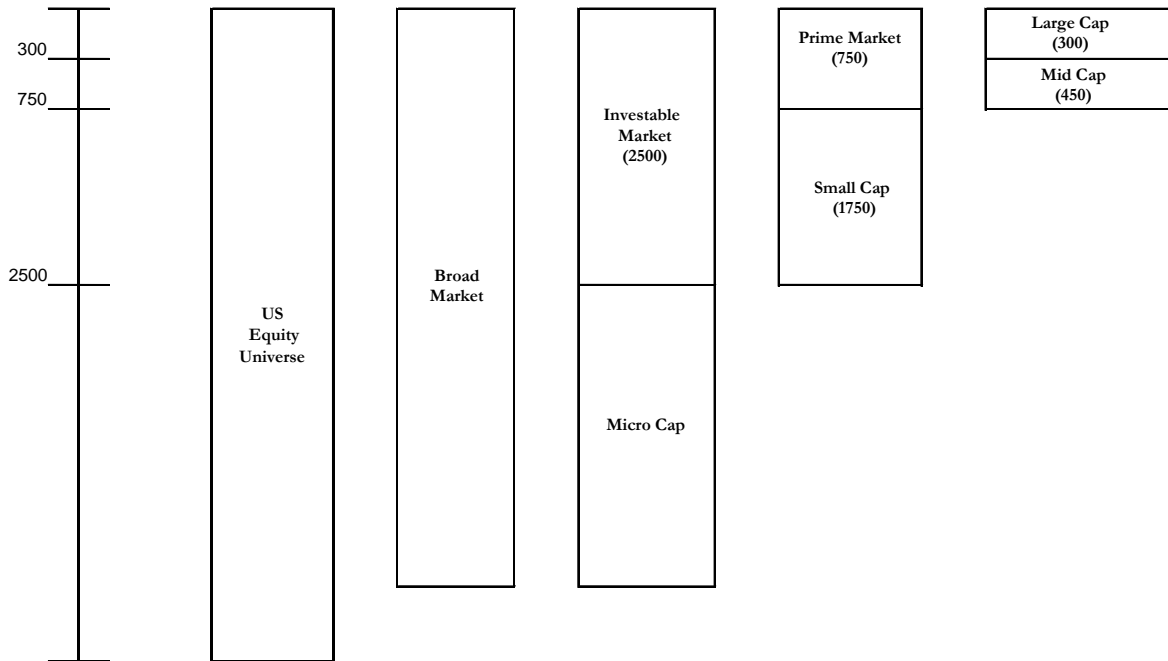 300
750
2500
US
Equity
Universe
Broad
Market
Investable
Market
(2500)
Micro Cap
Prime Market
(750)
Small Cap
(1750)
Large Cap
(300)
Mid Cap
(450)